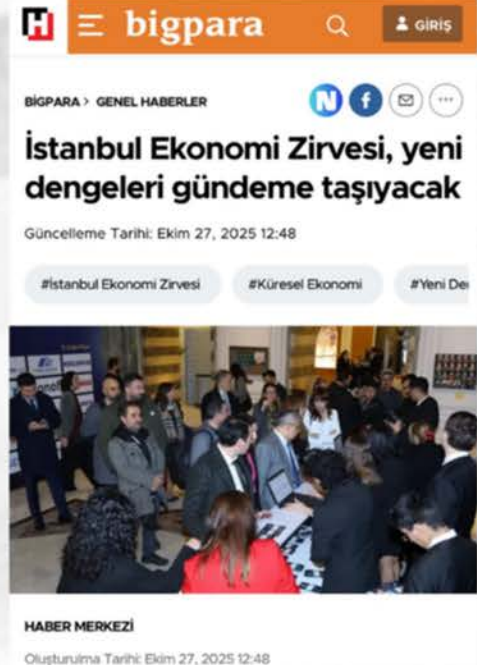 H
bigpara
GİRİŞ
BİGPARA > GENEL HABERLER
N f
İstanbul Ekonomi Zirvesi, yeni
dengeleri gündeme taşıyacak
Güncelleme Tarihi: Ekim 27, 2025 12:48
#İstanbul Ekonomi Zirvesi #Küresel Ekonomi #Yeni
HABER MERKEZİ
Oluşturulma Tarihi: Ekim 27, 2025 12:48